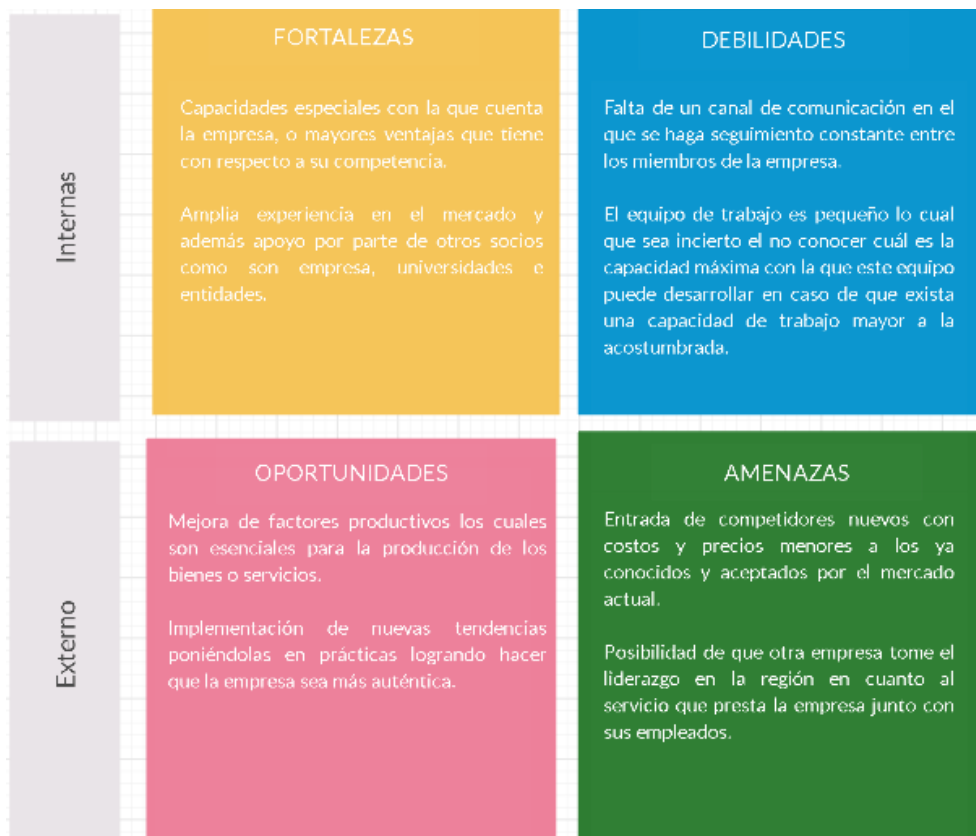 Internas
FORTALEZAS
Capacidades especiales con la que cuenta
la empresa, o mayores ventajas que tiene
con respecto a su competencia.
Amplia experiencia en el mercado y
además apoyo por parte de otros socios
como son empresa, universidades e
entidades.
DEBILIDADES
Falta de un canal de comunicación en el
que se haga seguimiento constante entre
los miembros de la empresa.
El equipo de trabajo es pequeño lo cual
que sea incierto el no conocer cuál es la
capacidad máxima con la que este equipo
puede desarrollar en caso de que exista
una capacidad de trabajo mayor a la
acostumbrada.
Externo
OPORTUNIDADES
Mejora de factores productivos los cuales
son esenciales para la producción de los
bienes o servicios.
Implementación de nuevas tendencias
poniéndolas en prácticas logrando hacer
que la empresa sea más auténtica.
AMENAZAS
Entrada de competidores nuevos con
costos y precios menores a los ya
conocidos y aceptados por el mercado
actual.
Posibilidad de que otra empresa tome el
liderazgo en la región en cuanto al
servicio que presta la empresa junto con
sus empleados.